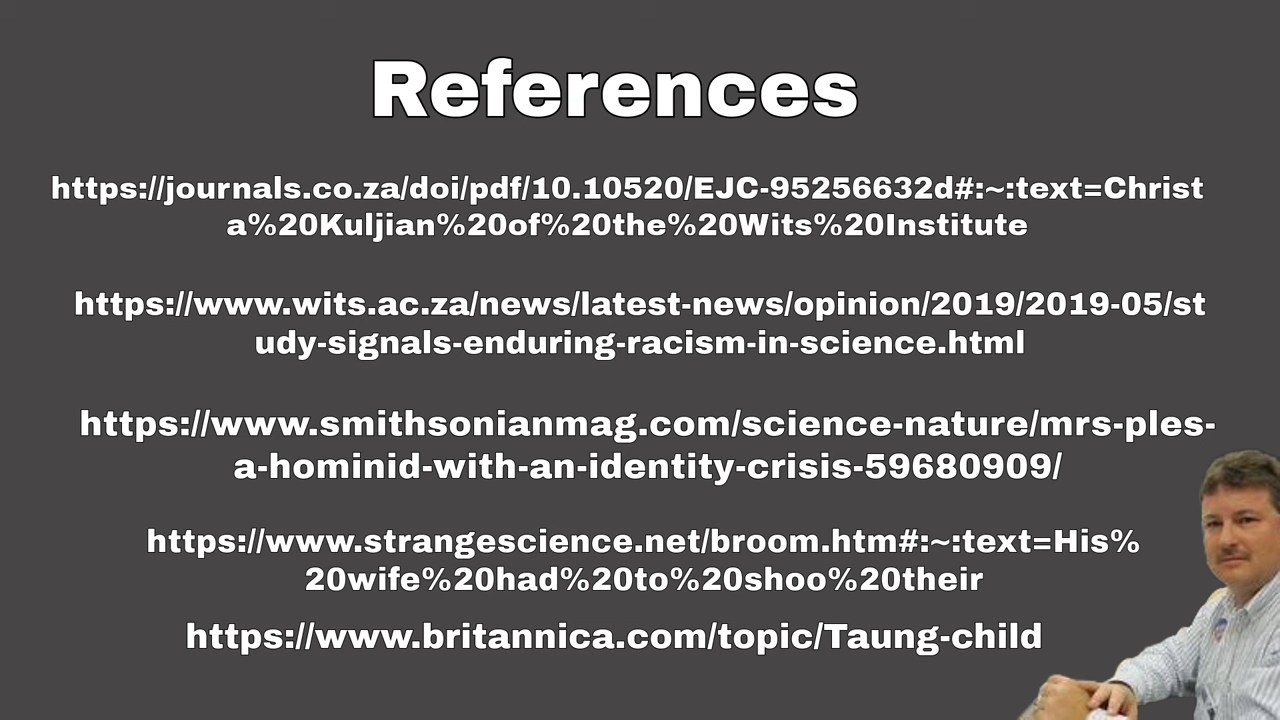 References
https://journals.co.za/doi/pdf/10.10520/EJC-95256632d#:~:text=Christ
a%20Kuljian%20of%20the%20Wits%20Institute
https://www.wits.ac.za/news/latest-news/opinion/2019/2019-05/st
udy-signals-enduring-racism-in-science.html
https://www.smithsonianmag.com/science-nature/mrs-ples-
a-hominid-with-an-identity-crisis-59680909/
https://www.strangescience.net/broom.htm#:~:text=His%
20wife%20had%20to%20shoo%20their
https://www.britannica.com/topic/Taung-child